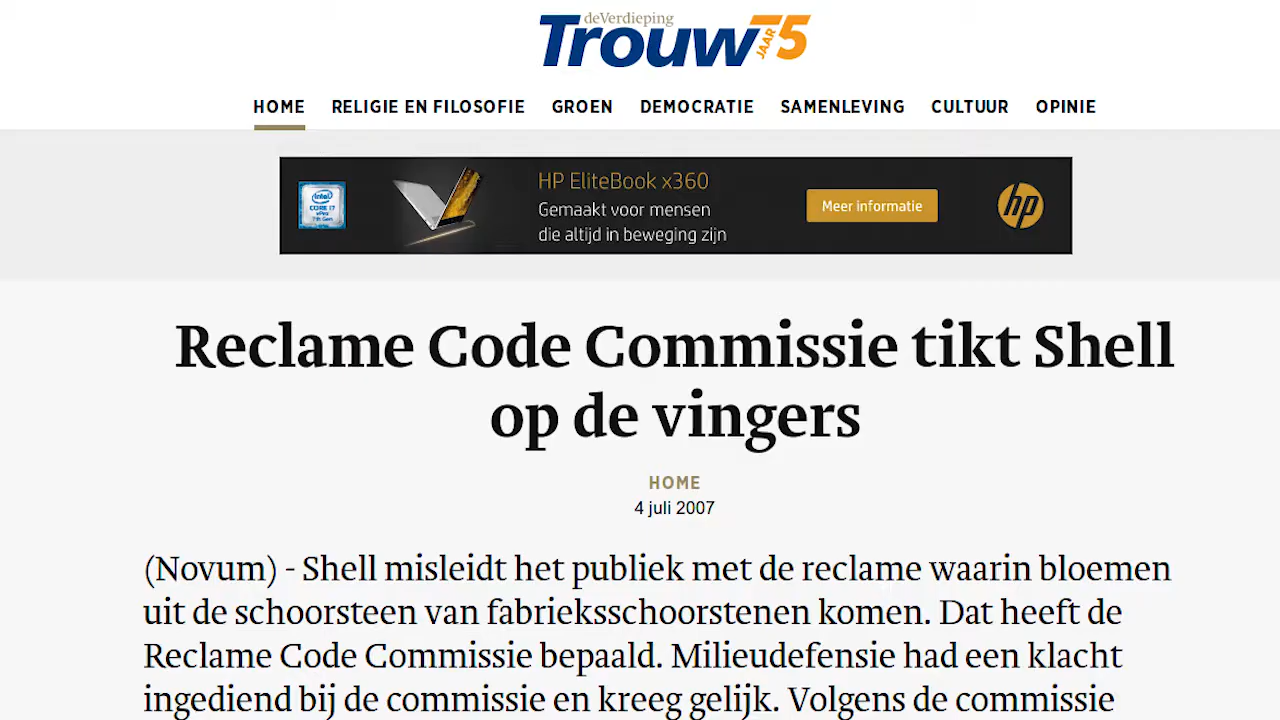 deVerdieping
Trouw 75 JAAR
HOME RELIGIE EN FILOSOFIE GROEN DEMOCRATIE SAMENLEVING CULTUUR OPINIE
HP EliteBook x360
Gemaakt voor mensen
die altijd in beweging zijn
intel
CORE i7
vPro
7th Gen
Meer informatie
hp
Reclame Code Commissie tikt Shell
op de vingers
HOME
4 juli 2007
(Novum) - Shell misleidt het publiek met de reclame waarin bloemen
uit de schoorsteen van fabrieksschoorstenen komen. Dat heeft de
Reclame Code Commissie bepaald. Milieudefensie had een klacht
ingediend bij de commissie en kreeg gelijk. Volgens de commissie